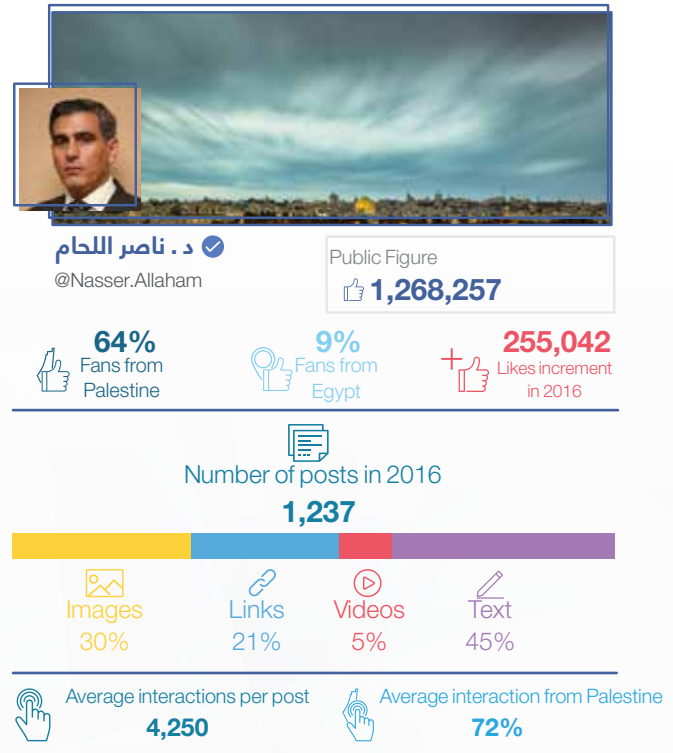 د . ناصر اللحام
@Nasser.Allaham
Public Figure
1,268,257
64%
Fans from
Palestine
9%
Fans from
Egypt
255,042
Likes increment
in 2016
Number of posts in 2016
1,237
Images
30%
Links
21%
Videos
5%
Text
45%
Average interactions per post
4,250
Average interaction from Palestine
72%